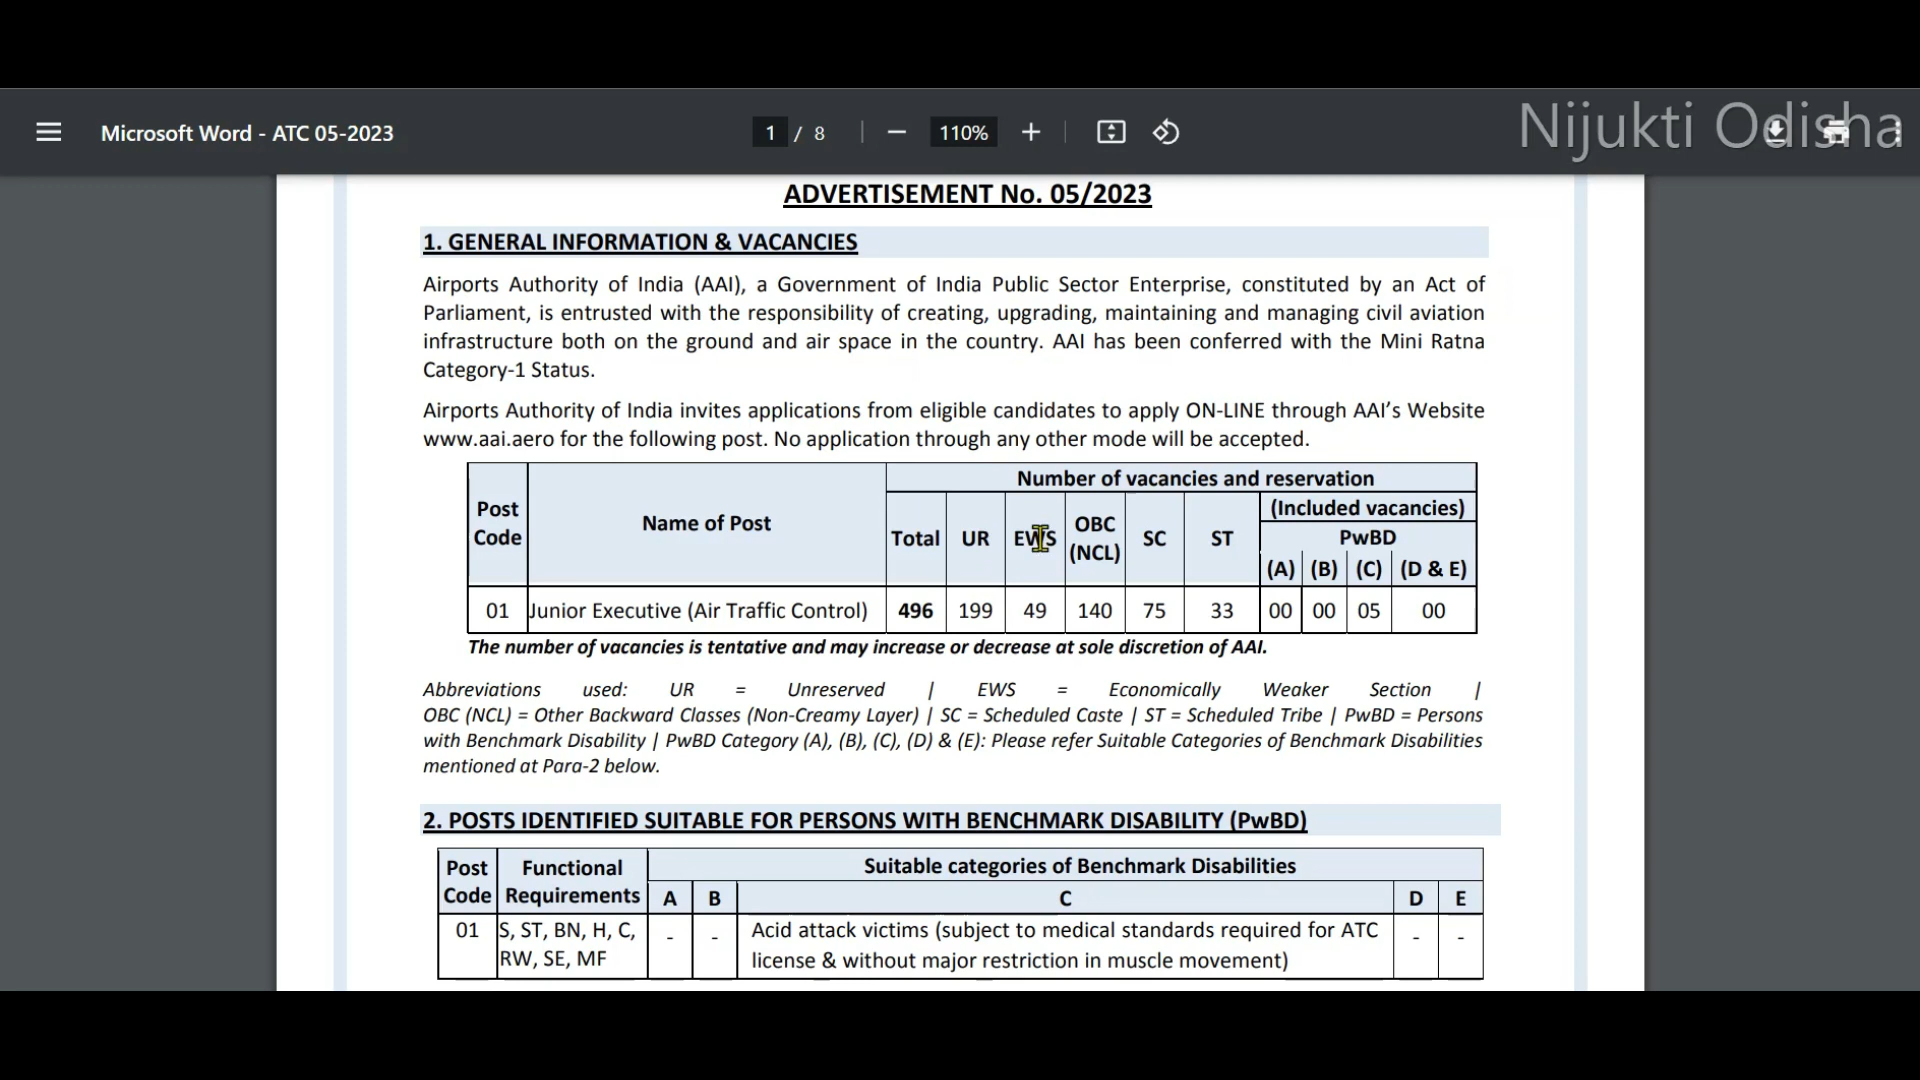 Microsoft Word - ATC 05-2023
1 / 8
110%
Nijukti Odisha
ADVERTISEMENT No. 05/2023
1. GENERAL INFORMATION & VACANCIES
Airports Authority of India (AAI), a Government of India Public Sector Enterprise, constituted by an Act of
Parliament, is entrusted with the responsibility of creating, upgrading, maintaining and managing civil aviation
infrastructure both on the ground and air space in the country. AAI has been conferred with the Mini Ratna
Category-1 Status.
Airports Authority of India invites applications from eligible candidates to apply ON-LINE through AAI’s Website
www.aai.aero for the following post. No application through any other mode will be accepted.
Number of vacancies and reservation
Post Code Name of Post Total UR EWS OBC (NCL) SC ST (Included vacancies)
PwBD
(A) (B) (C) (D & E)
01 Junior Executive (Air Traffic Control) 496 199 49 140 75 33 00 00 05 00
The number of vacancies is tentative and may increase or decrease at sole discretion of AAI.
Abbreviations used: UR = Unreserved | EWS = Economically Weaker Section |
OBC (NCL) = Other Backward Classes (Non-Creamy Layer) | SC = Scheduled Caste | ST = Scheduled Tribe | PwBD = Persons
with Benchmark Disability | PwBD Category (A), (B), (C), (D) & (E): Please refer Suitable Categories of Benchmark Disabilities
mentioned at Para-2 below.
2. POSTS IDENTIFIED SUITABLE FOR PERSONS WITH BENCHMARK DISABILITY (PwBD)
Post Functional Suitable categories of Benchmark Disabilities
Code Requirements A B C D E
01 S, ST, BN, H, C, - - Acid attack victims (subject to medical standards required for ATC - -
RW, SE, MF license & without major restriction in muscle movement)